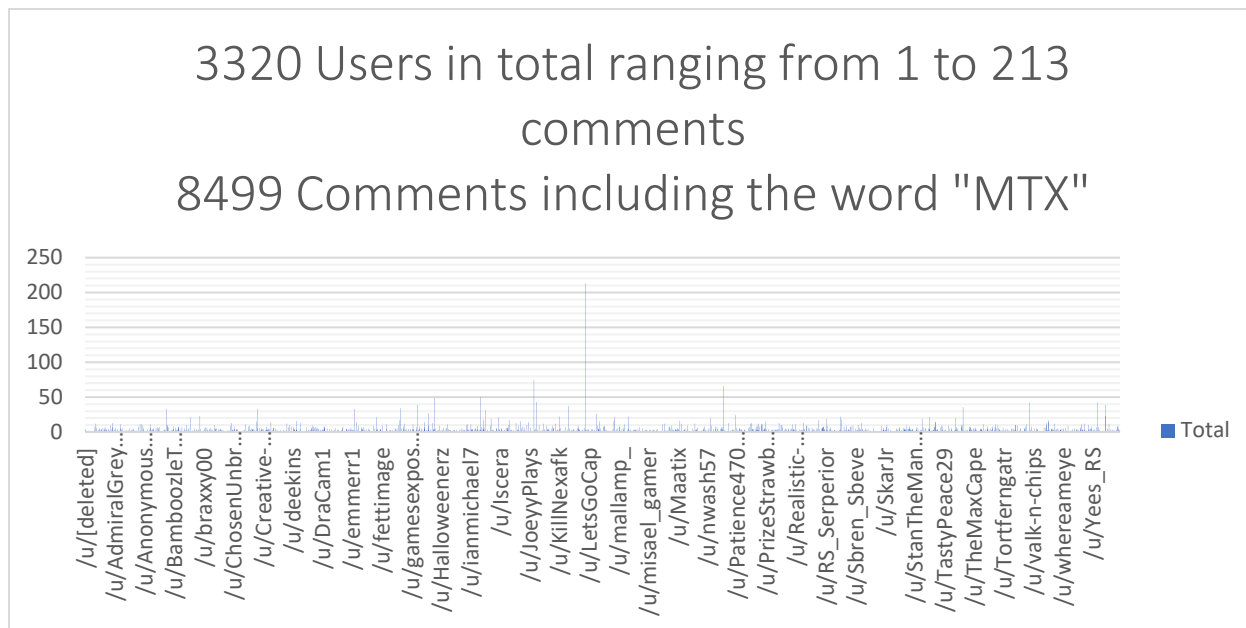 3320 Users in total ranging from 1 to 213
comments
8499 Comments including the word "MTX"
250
200
150
100
50
0
Total
/u/[deleted]
/u/AdmiralGrey...
/u/Anonymous...
/u/BamboozleT...
/u/braxxy00
/u/ChosenUnbr...
/u/Creative-...
/u/deekins
/u/DraCam1
/u/emmerr1
/u/fettimage
/u/gamesexpos...
/u/Halloweenerz
/u/ianmichael7
/u/Iscera
/u/JoeyyPlays
/u/KillNexafk
/u/LetsGoCap
/u/mallamp_
/u/misael_gamer
/u/Maatix
/u/nwash57
/u/Patience470...
/u/PrizeStrawb...
/u/Realistic-...
/u/RS_Serperior
/u/Sbren_Sbeve
/u/SkarJr
/u/StanTheMan...
/u/TastyPeace29
/u/TheMaxCape
/u/Tortferngatr
/u/valk-n-chips
/u/whereameye
/u/Yees_RS